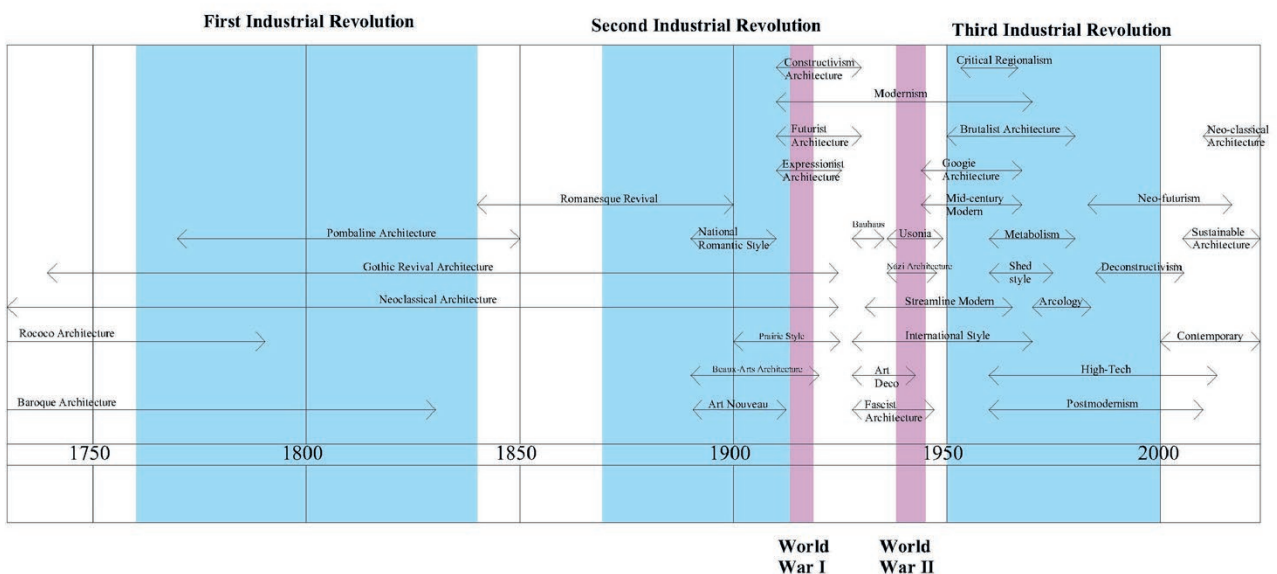 First Industrial Revolution
Second Industrial Revolution
Third Industrial Revolution
Constructivism
Architecture
Critical Regionalism
Modernism
Futurist
Architecture
Brutalist Architecture
Neo-classical
Architecture
Expressionist
Architecture
Googie
Architecture
Romanesque Revival
Mid-century
Modern
Neo-futurism
Pombaline Architecture
National
Romantic Style
Bauhaus
Usonia
Metabolism
Sustainable
Architecture
Gothic Revival Architecture
Nazi Architecture
Shed
style
Deconstructivism
Neoclassical Architecture
Streamline Modern
Arcology
Rococo Architecture
Prairie Style
International Style
Contemporary
Beaux-Arts Architecture
Art
Deco
High-Tech
Baroque Architecture
Art Nouveau
Fascist
Architecture
Postmodernism
1750
1800
1850
1900
1950
2000
World
War I
World
War II